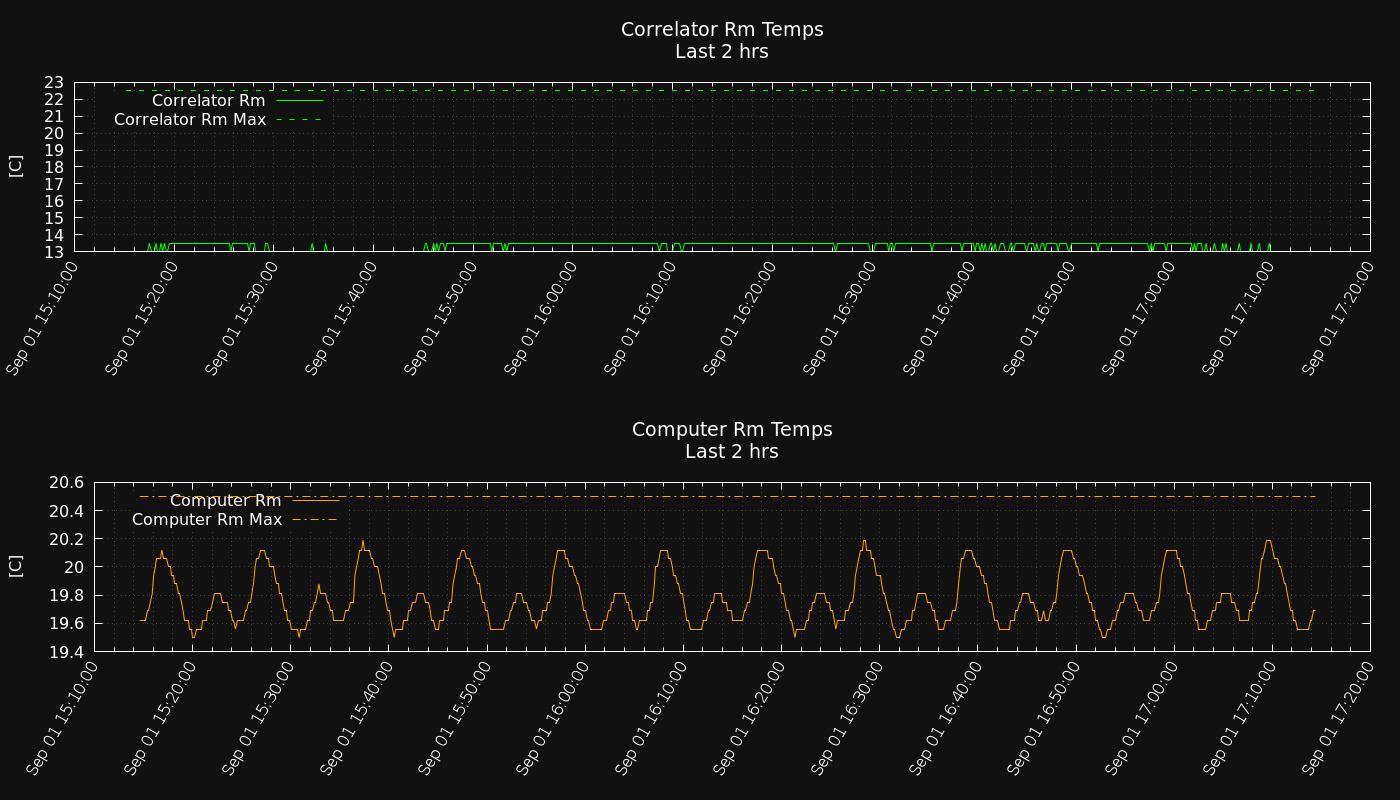 Correlator Rm Temps
Last 2 hrs
23
22
21
20
19
18
17
16
15
14
13
[C]
Correlator Rm
Correlator Rm Max
Sep 01 15:10:00
Sep 01 15:20:00
Sep 01 15:30:00
Sep 01 15:40:00
Sep 01 15:50:00
Sep 01 16:00:00
Sep 01 16:10:00
Sep 01 16:20:00
Sep 01 16:30:00
Sep 01 16:40:00
Sep 01 16:50:00
Sep 01 17:00:00
Sep 01 17:10:00
Sep 01 17:20:00
Computer Rm Temps
Last 2 hrs
20.6
20.4
20.2
20
19.8
19.6
19.4
[C]
Computer Rm
Computer Rm Max
Sep 01 15:10:00
Sep 01 15:20:00
Sep 01 15:30:00
Sep 01 15:40:00
Sep 01 15:50:00
Sep 01 16:00:00
Sep 01 16:10:00
Sep 01 16:20:00
Sep 01 16:30:00
Sep 01 16:40:00
Sep 01 16:50:00
Sep 01 17:00:00
Sep 01 17:10:00
Sep 01 17:20:00